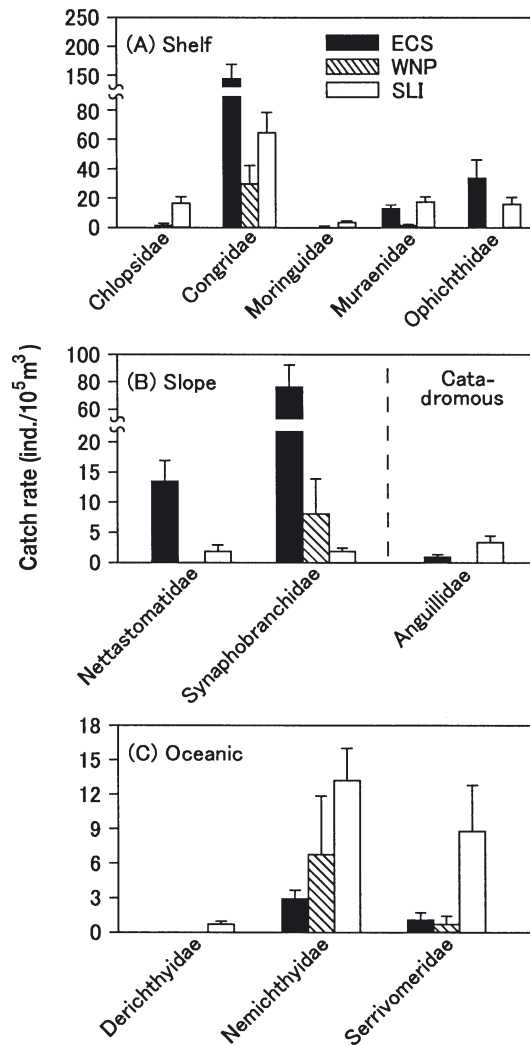 Catch rate (ind./10⁵m³)
(A) Shelf
ECS
WNP
SLI
250
200
150
80
60
40
20
0
Chlopsidae
Congridae
Moringuidae
Muraenidae
Ophichthidae
(B) Slope
Cata-
dromous
100
80
60
20
15
10
5
0
Nettastomatidae
Synaphobranchidae
Anguillidae
(C) Oceanic
18
15
12
9
6
3
0
Derichthyidae
Nemichthyidae
Serrivomeridae